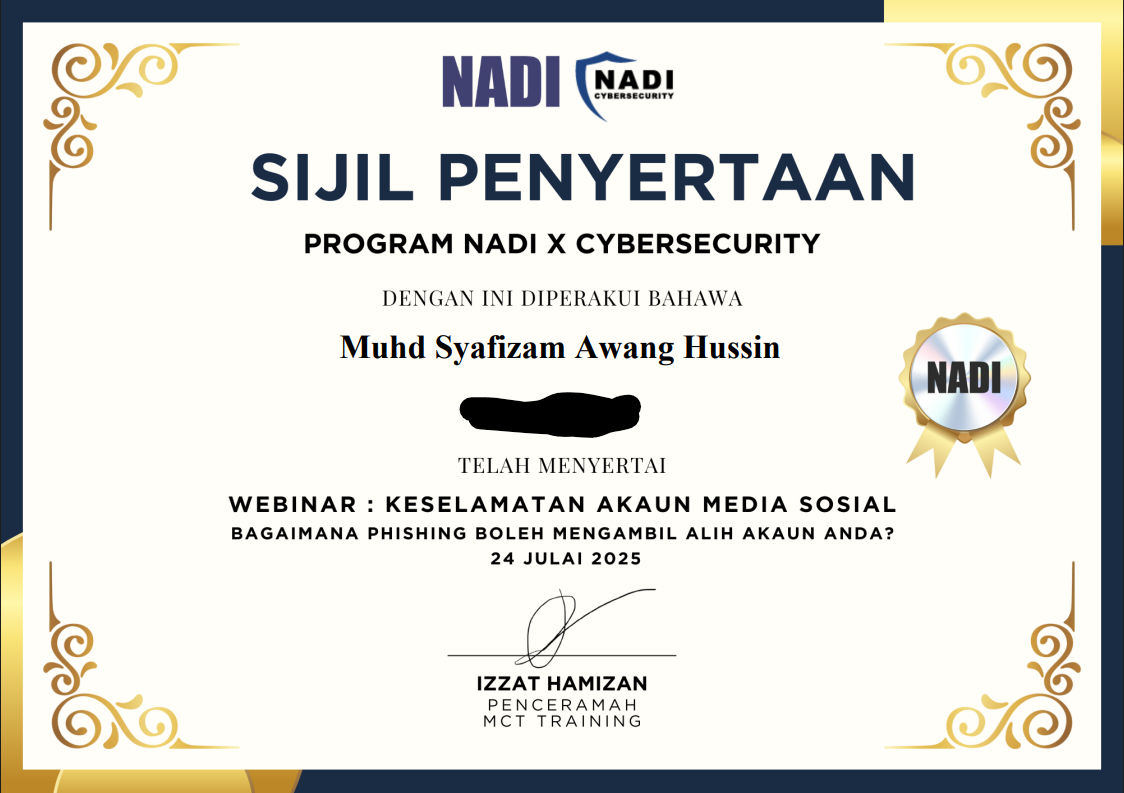 NADI NADI
CYBERSECURITY
SIJIL PENYERTAAN
PROGRAM NADI X CYBERSECURITY
DENGAN INI DIPERAKUI BAHAWA
Muhd Syafizam Awang Hussin
NADI
TELAH MENYERTAI
WEBINAR : KESELAMATAN AKAUN MEDIA SOSIAL
BAGAIMANA PHISHING BOLEH MENGAMBIL ALIH AKAUN ANDA?
24 JULAI 2025
IZZAT HAMIZAN
PENCERAMAH
MCT TRAINING